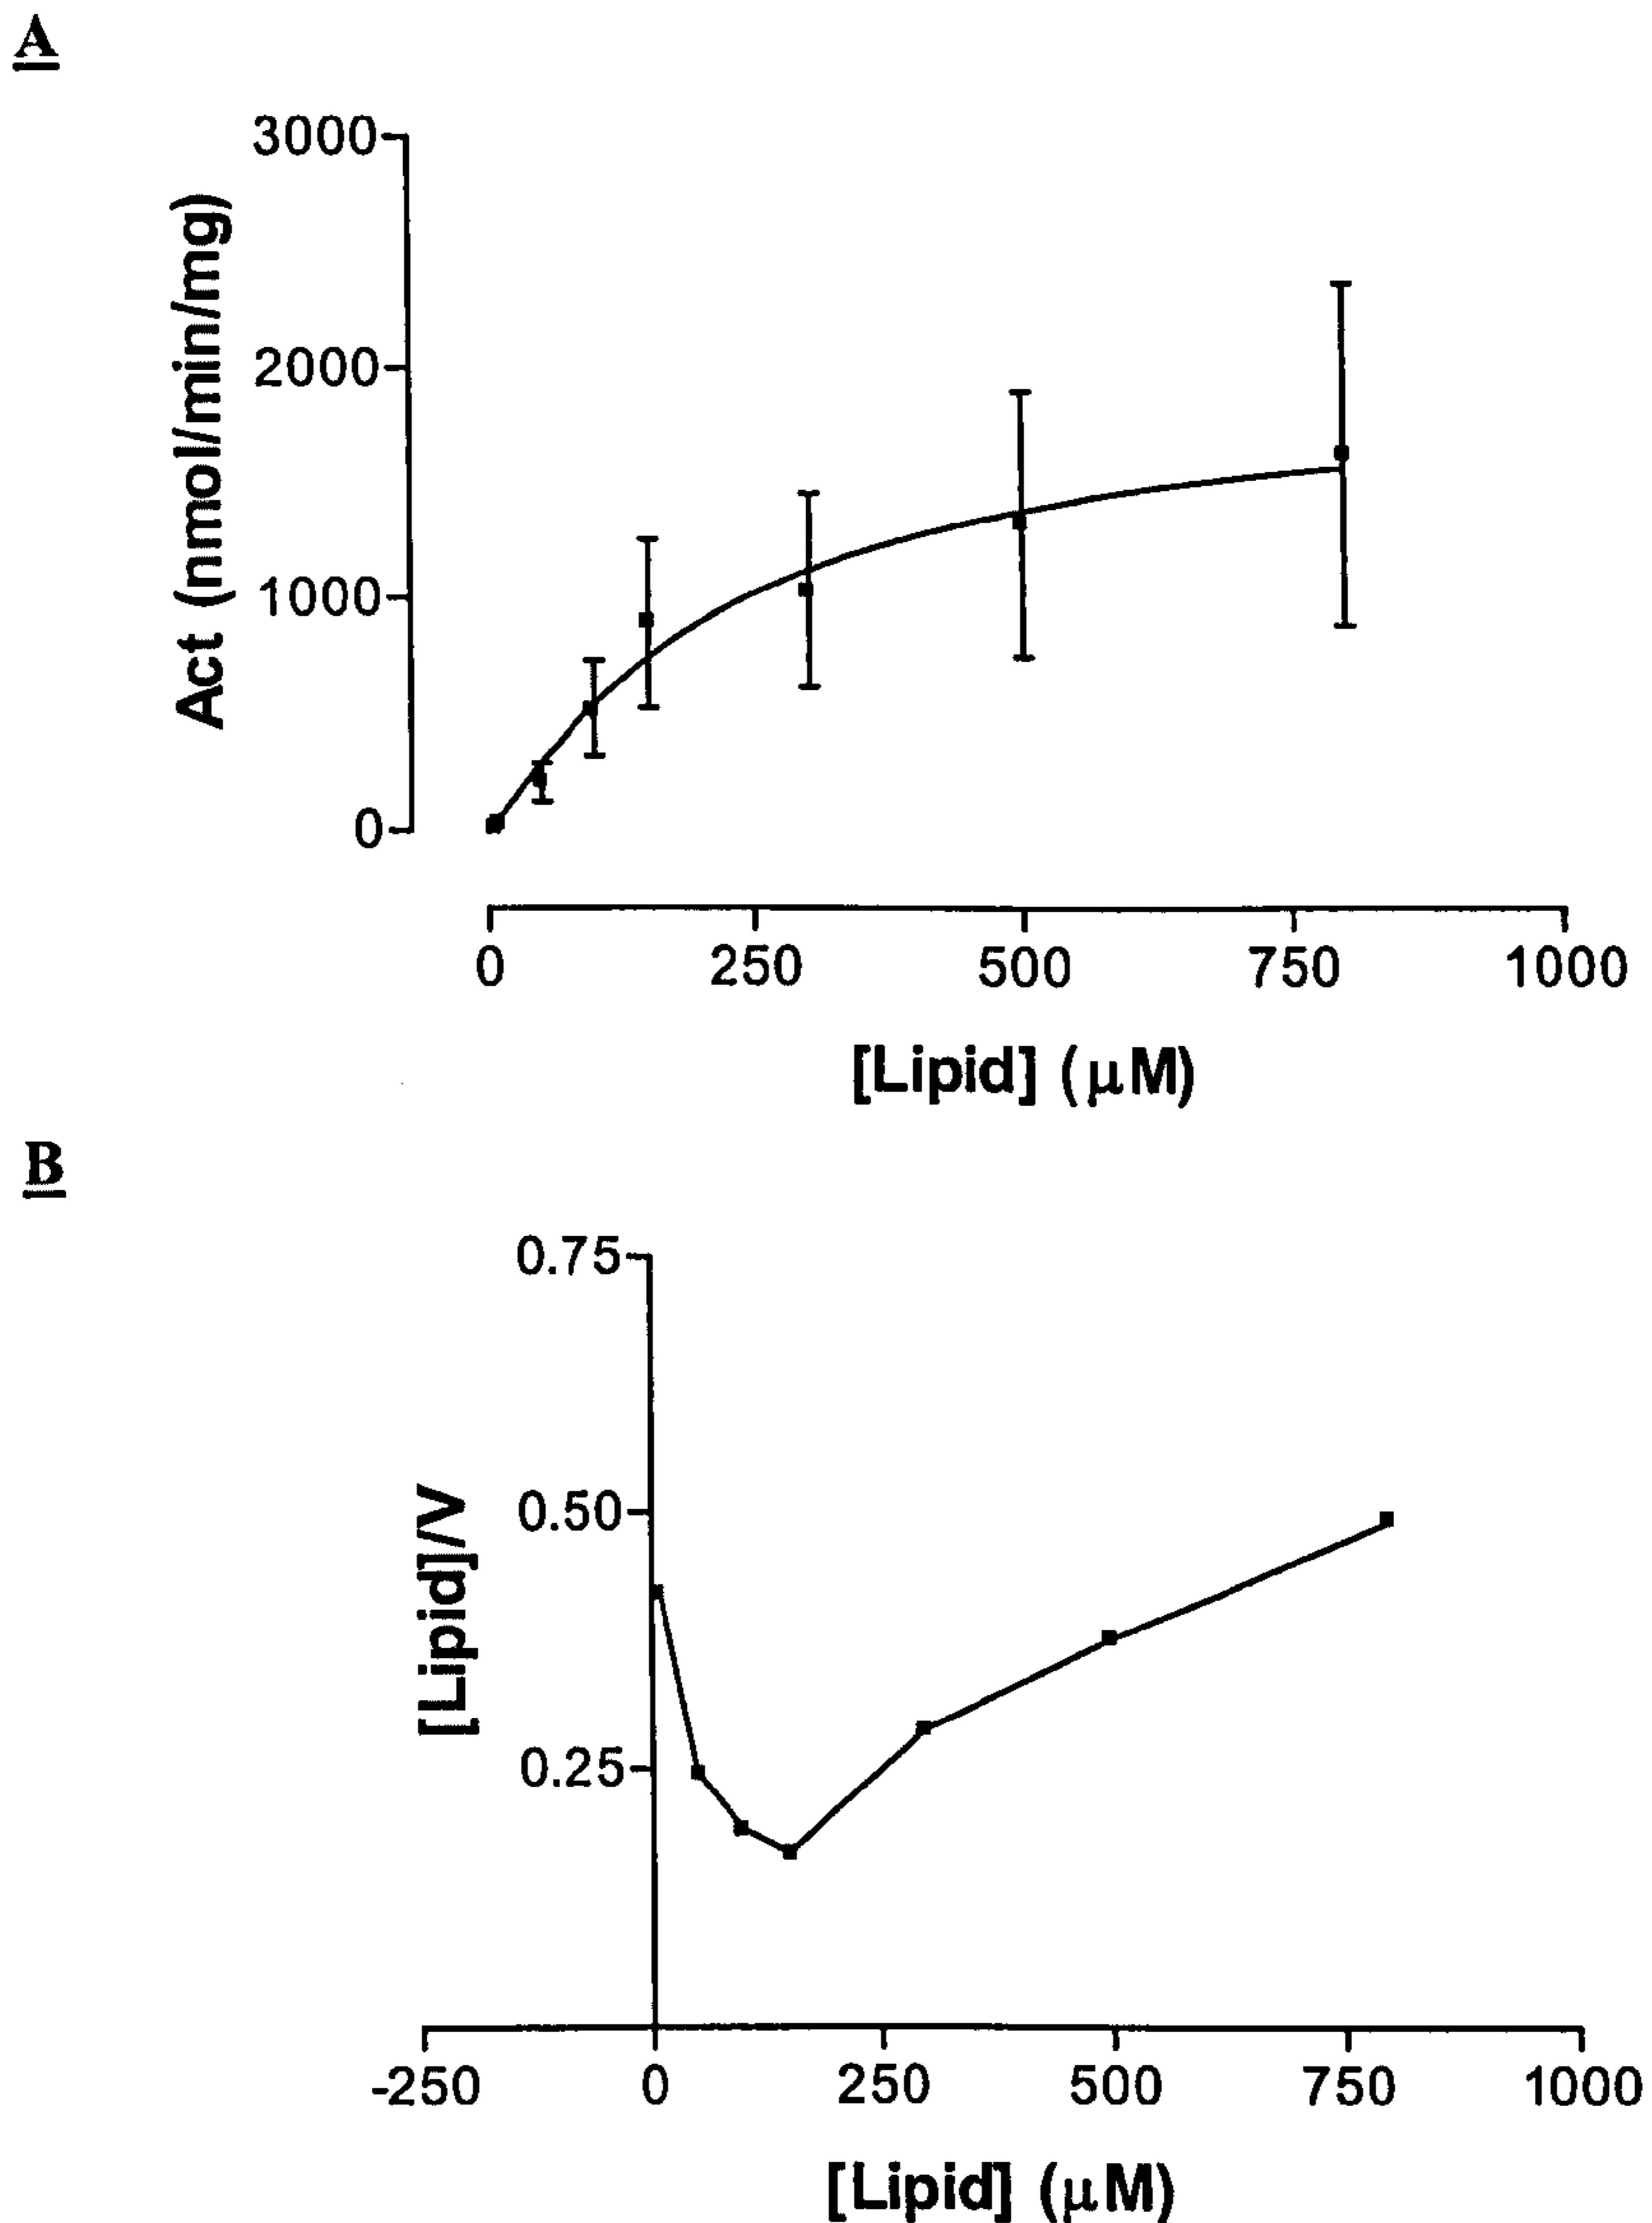 A
3000
2000
1000
0
Act (nmol/min/mg)
0 250 500 750 1000
[Lipid] (μM)
B
0.75
0.50
0.25
[Lipid]/V
-250 0 250 500 750 1000
[Lipid] (μM)